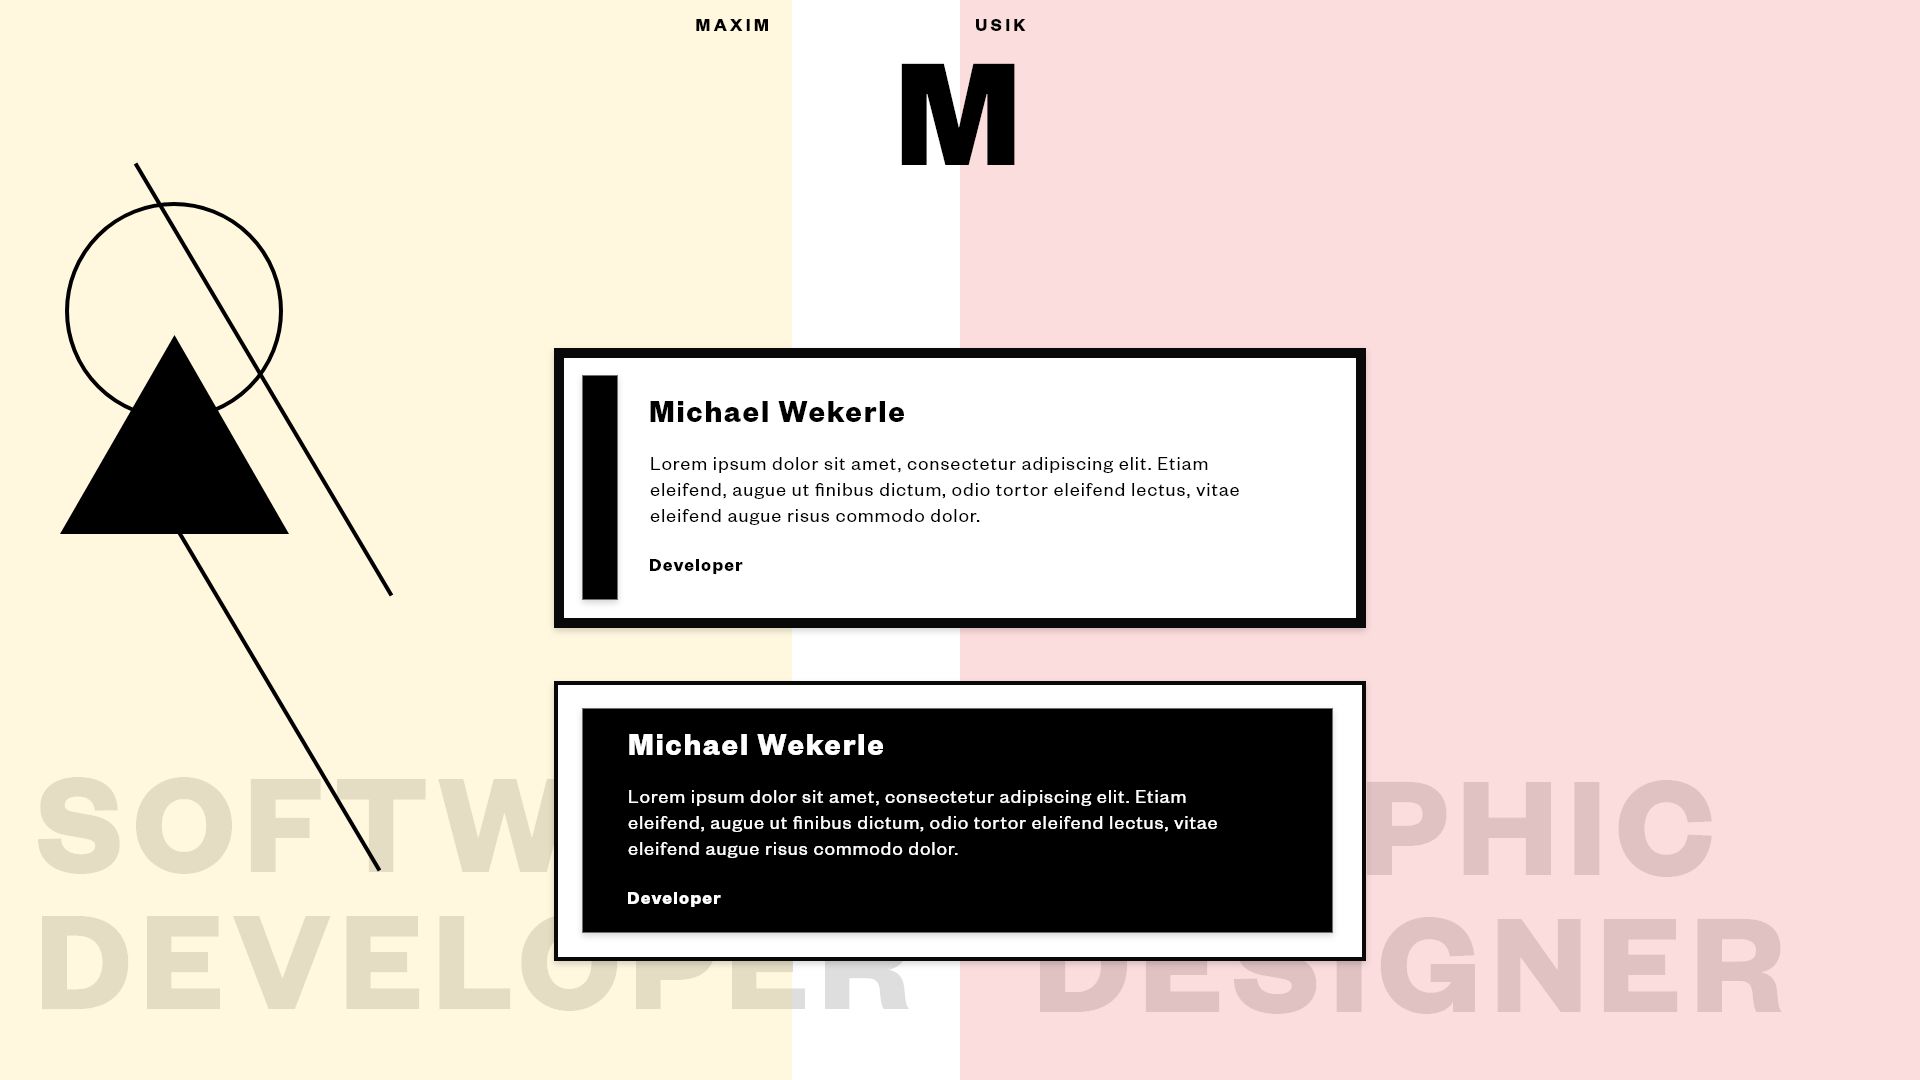 MAXIM USIK
M
Michael Wekerle
Lorem ipsum dolor sit amet, consectetur adipiscing elit. Etiam
eleifend, augue ut finibus dictum, odio tortor eleifend lectus, vitae
eleifend augue risus commodo dolor.
Developer
Michael Wekerle
Lorem ipsum dolor sit amet, consectetur adipiscing elit. Etiam
eleifend, augue ut finibus dictum, odio tortor eleifend lectus, vitae
eleifend augue risus commodo dolor.
Developer
SOFTW
DEVELOPER
PHIC
DESIGNER